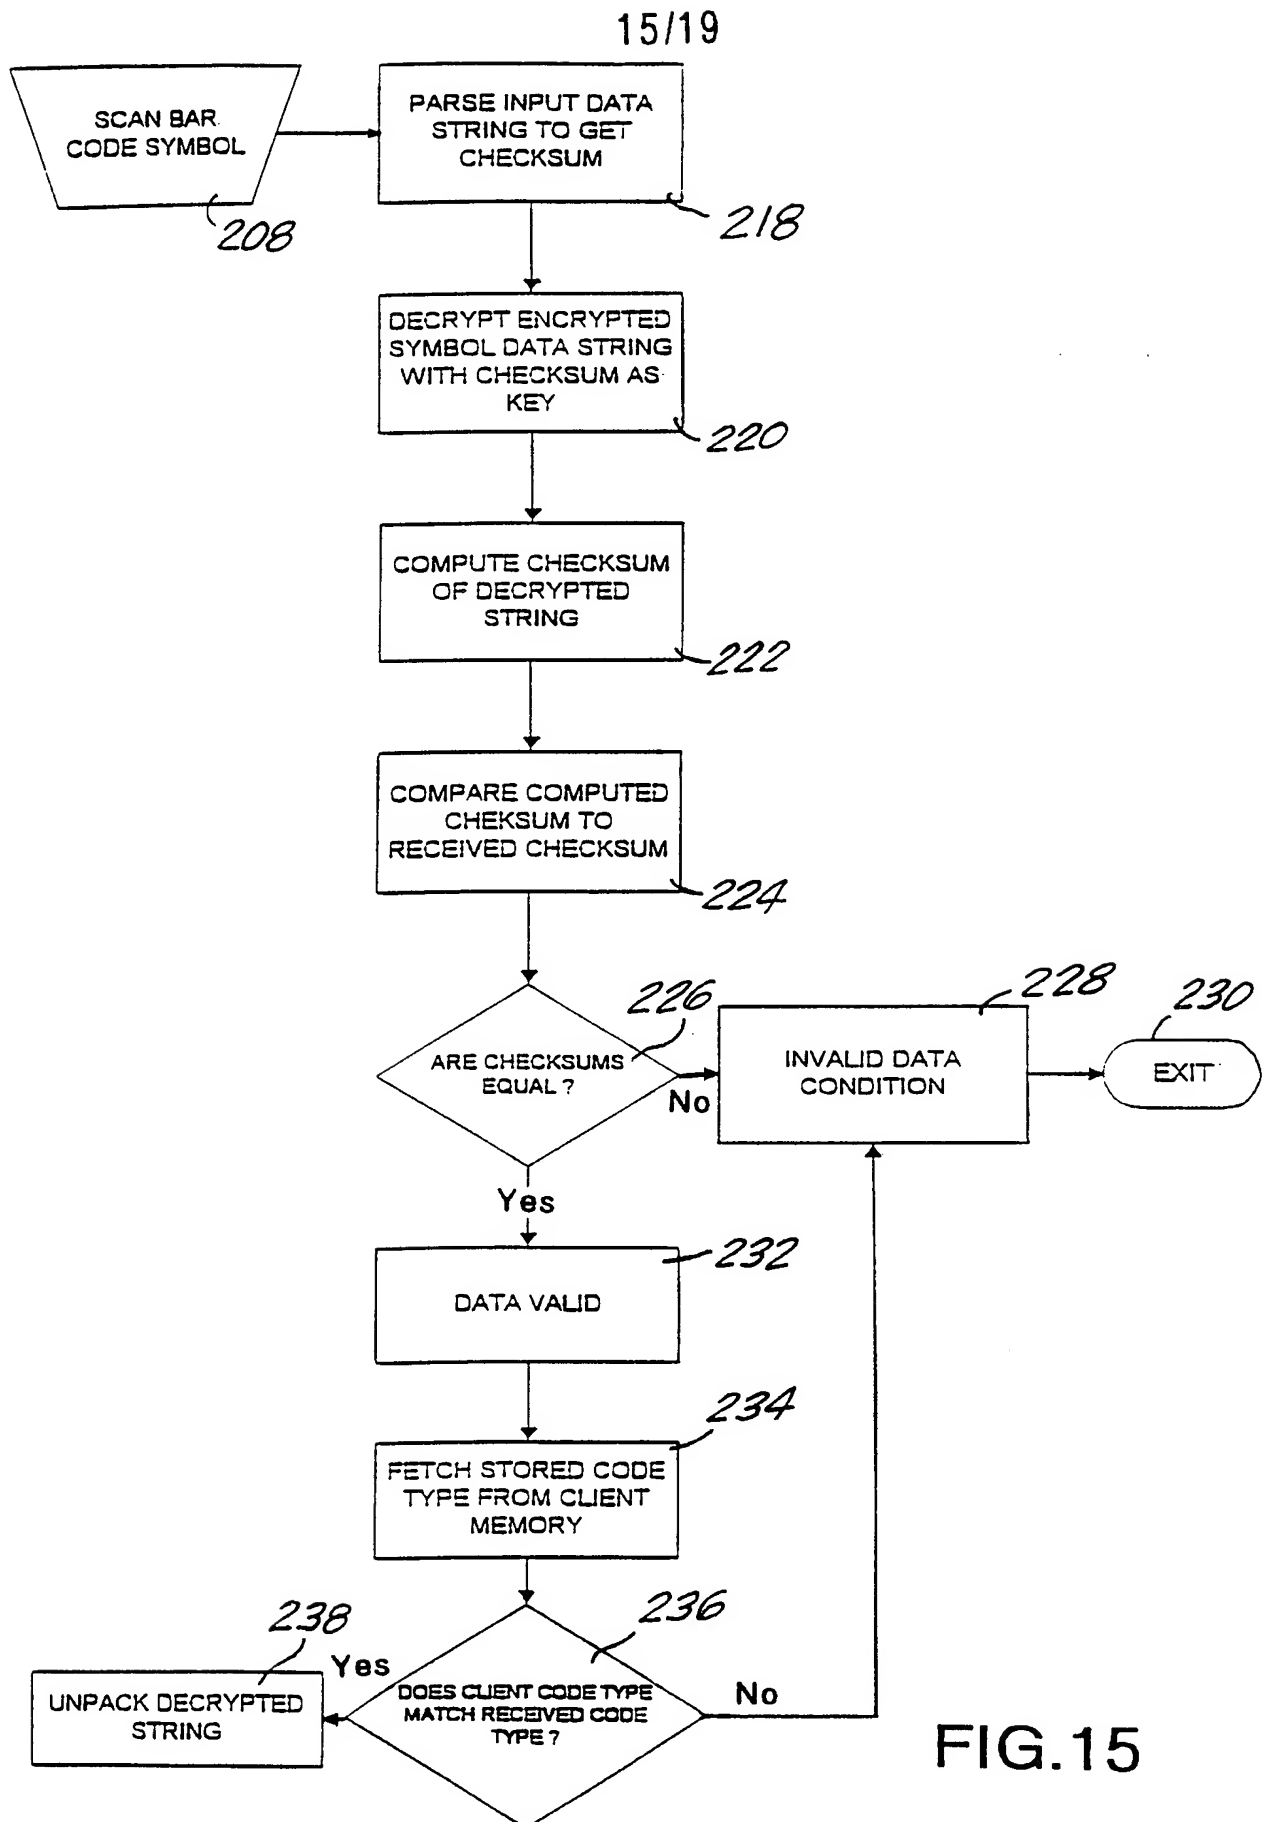 15/19
SCAN BAR
CODE SYMBOL
208
PARSE INPUT DATA
STRING TO GET
CHECKSUM
218
DECRYPT ENCRYPTED
SYMBOL DATA STRING
WITH CHECKSUM AS
KEY
220
COMPUTE CHECKSUM
OF DECRYPTED
STRING
222
COMPARE COMPUTED
CHEKSUM TO
RECEIVED CHECKSUM
224
226
ARE CHECKSUMS
EQUAL ?
No
228
INVALID DATA
CONDITION
230
EXIT
Yes
232
DATA VALID
234
FETCH STORED CODE
TYPE FROM CLIENT
MEMORY
236
DOES CLIENT CODE TYPE
MATCH RECEIVED CODE
TYPE ?
Yes
No
238
UNPACK DECRYPTED
STRING
FIG.15